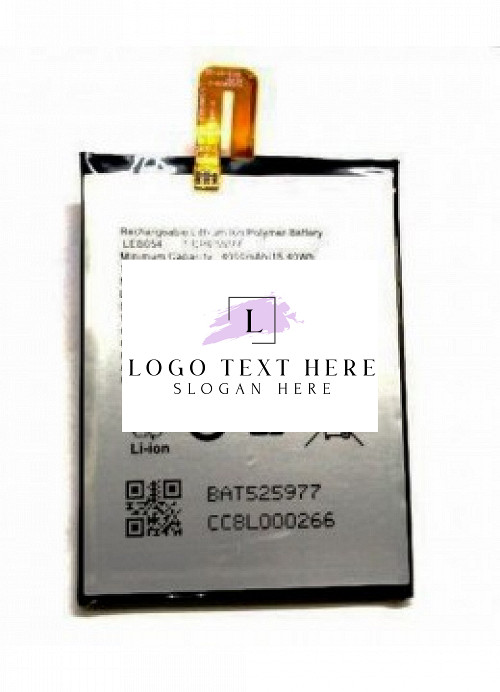 Rechargeable Lithium Ion Polymer Battery
Minimum Capacity
L
LOGO TEXT HERE
SLOGAN HERE
Li-ion
BAT525977
CC8L000266